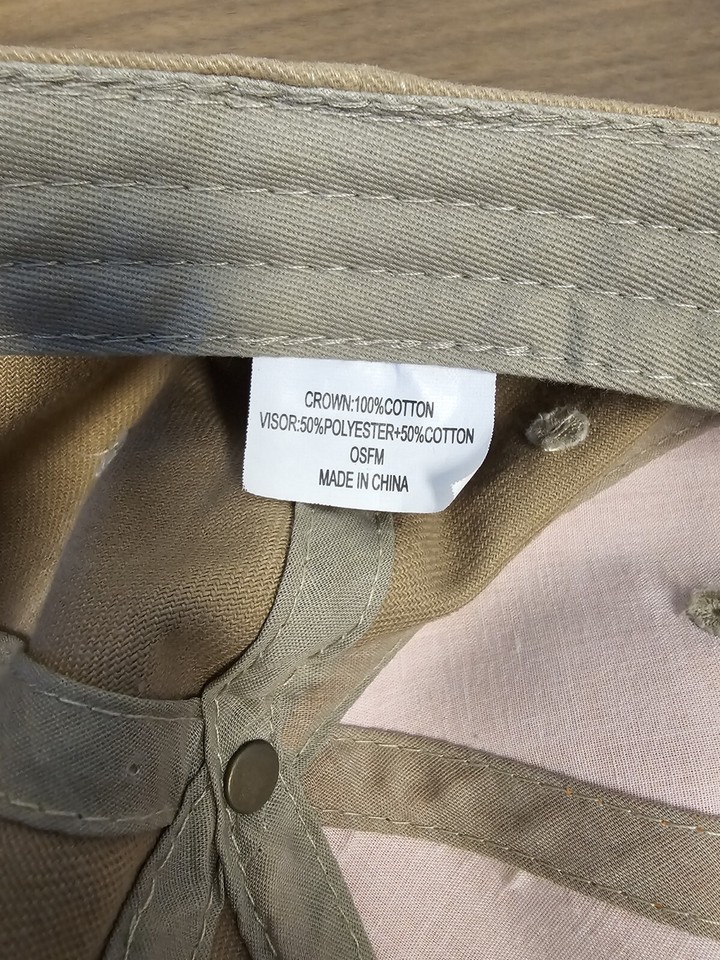 CROWN:100%COTTON
VISOR:50%POLYESTER+50%COTTON
OSFM
MADE IN CHINA